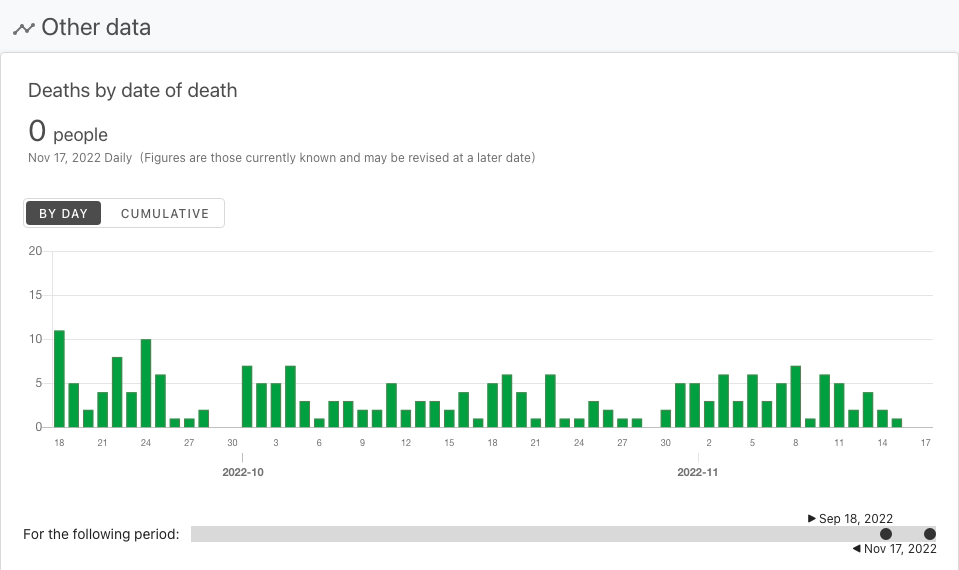 Other data
Deaths by date of death
0 people
Nov 17, 2022 Daily (Figures are those currently known and may be revised at a later date)
BY DAY CUMULATIVE
20
15
10
5
0
18 21 24 27 30 3 6 9 12 15 18 21 24 27 30 2 5 8 11 14 17
2022-10 2022-11
▶ Sep 18, 2022
For the following period:
◀ Nov 17, 2022